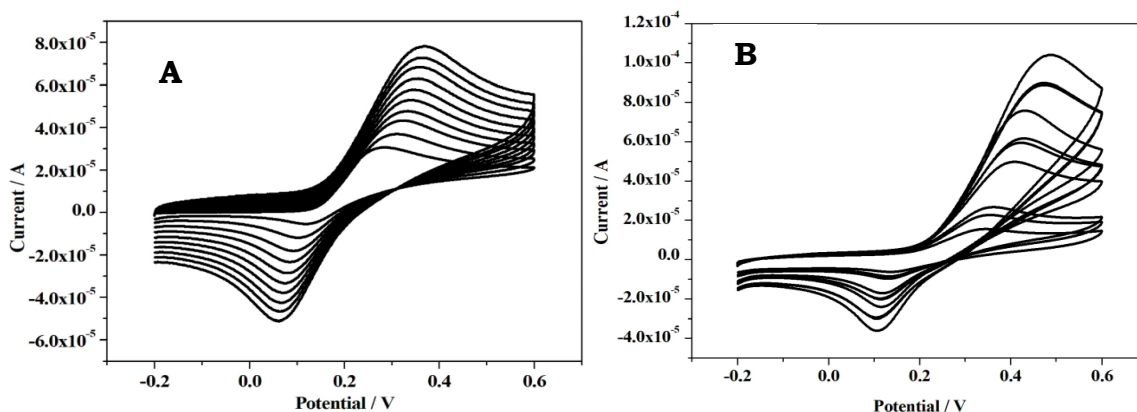 A
8.0x10⁻⁵
6.0x10⁻⁵
4.0x10⁻⁵
2.0x10⁻⁵
0.0
-2.0x10⁻⁵
-4.0x10⁻⁵
-6.0x10⁻⁵
Current / A
-0.2 0.0 0.2 0.4 0.6
Potential / V
B
1.2x10⁻⁴
1.0x10⁻⁴
8.0x10⁻⁵
6.0x10⁻⁵
4.0x10⁻⁵
2.0x10⁻⁵
0.0
-2.0x10⁻⁵
-4.0x10⁻⁵
Current / A
-0.2 0.0 0.2 0.4 0.6
Potential / V